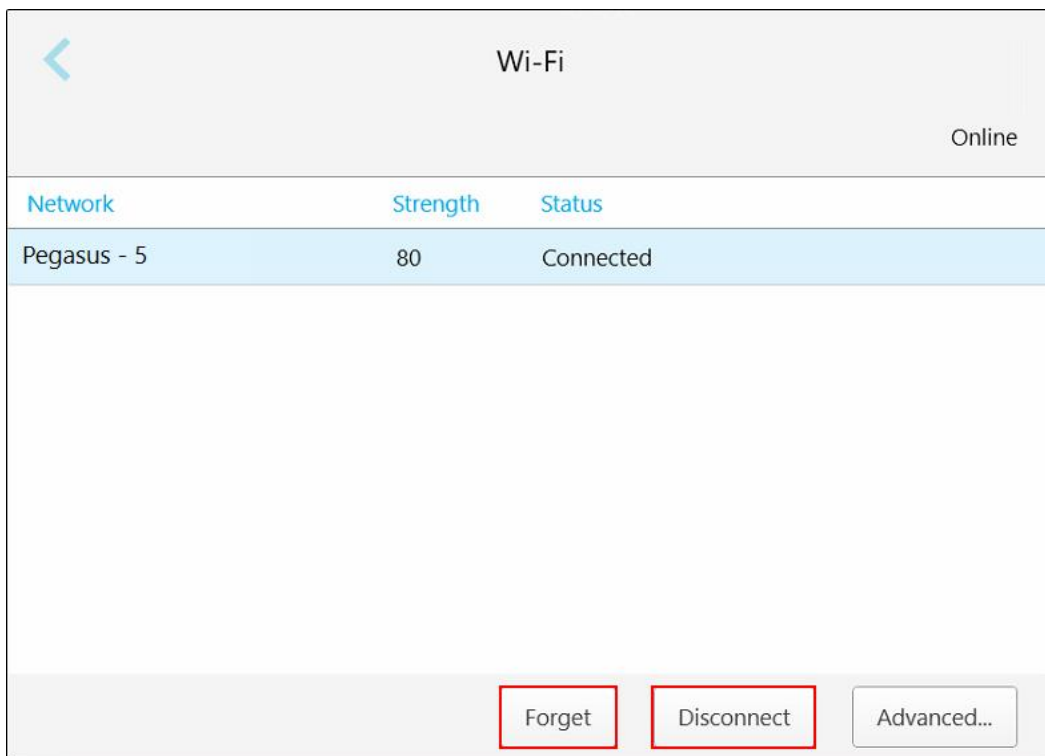 Wi-Fi
Online
Network Strength Status
Pegasus - 5 80 Connected
Forget Disconnect Advanced...